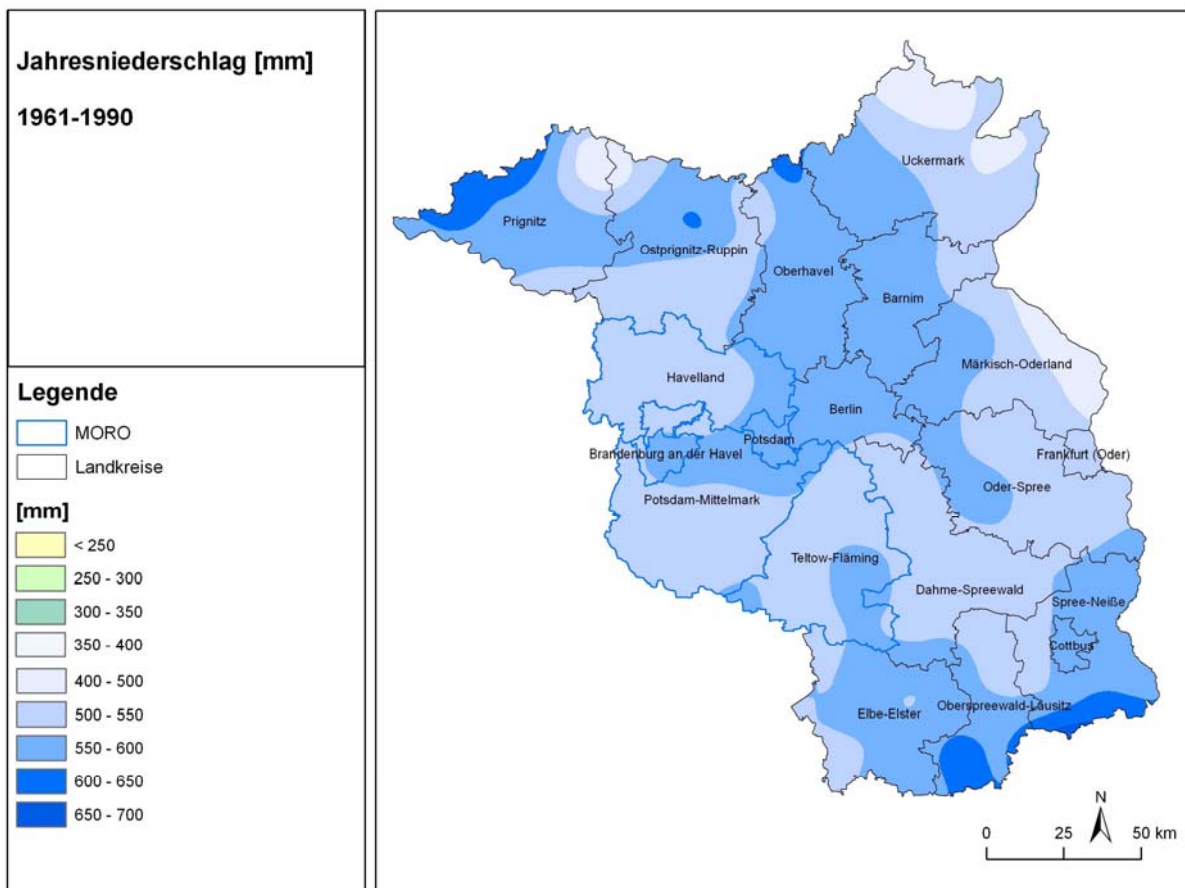 Jahresniederschlag [mm]
1961-1990
Legende
MORO
Landkreise
[mm]
< 250
250 - 300
300 - 350
350 - 400
400 - 500
500 - 550
550 - 600
600 - 650
650 - 700
Uckermark
Prignitz
Ostprignitz-Ruppin
Oberhavel
Barnim
Märkisch-Oderland
Havelland
Berlin
Potsdam
Brandenburg an der Havel
Frankfurt (Oder)
Oder-Spree
Potsdam-Mittelmark
Teltow-Fläming
Dahme-Spreewald
Spree-Neiße
Cottbus
Elbe-Elster
Oberspreewald-Lausitz
N
0 25 50 km